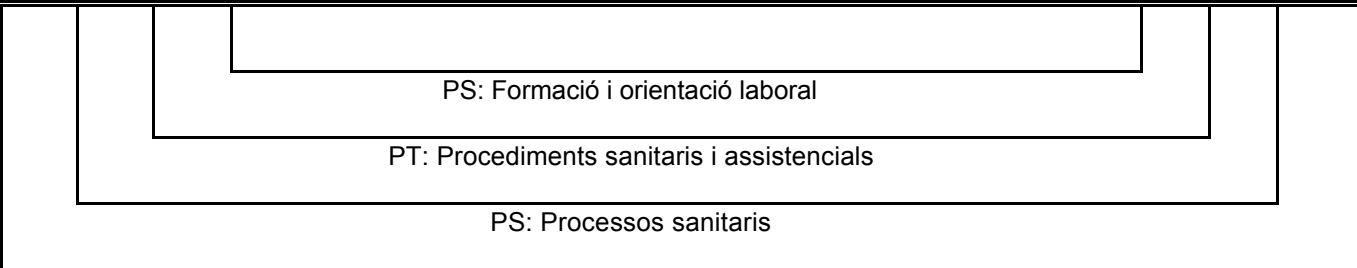 PS: Formació i orientació laboral
PT: Procediments sanitaris i assistencials
PS: Processos sanitaris